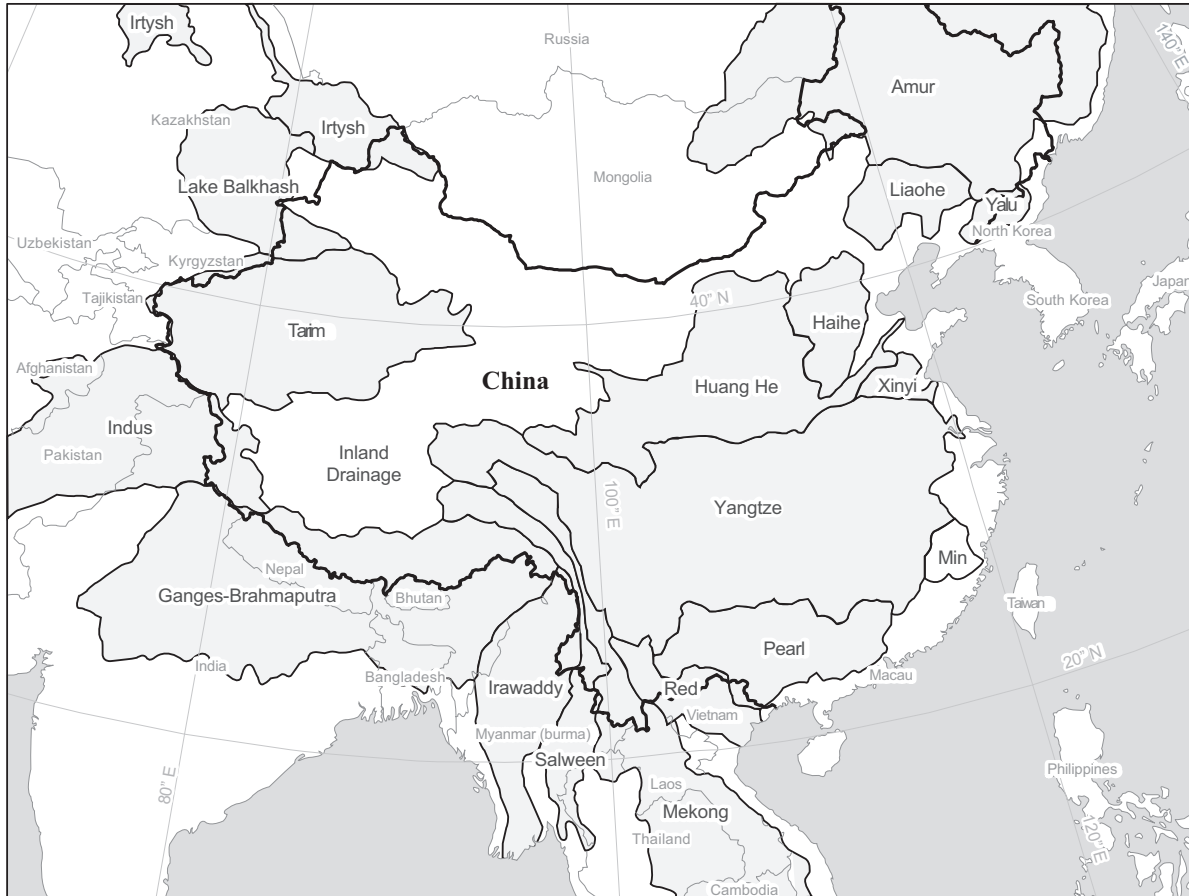 Irtysh
Russia
140° E
Amur
Kazakhstan
Irtysh
Mongolia
Lake Balkhash
Liaohe
Yalu
Uzbekistan
North Korea
Kyrgyzstan
Tajikistan
40° N
South Korea
Japan
Tarim
Haihe
Afghanistan
China
Huang He
Xinyi
Indus
Pakistan
Inland
Drainage
100° E
Yangtze
Min
Nepal
Ganges-Brahmaputra
Bhutan
Taiwan
Pearl
20° N
India
Bangladesh
Irawaddy
Red
Macau
Vietnam
Myanmar (burma)
Salween
80° E
Laos
Philippines
Mekong
Thailand
120° E
Cambodia